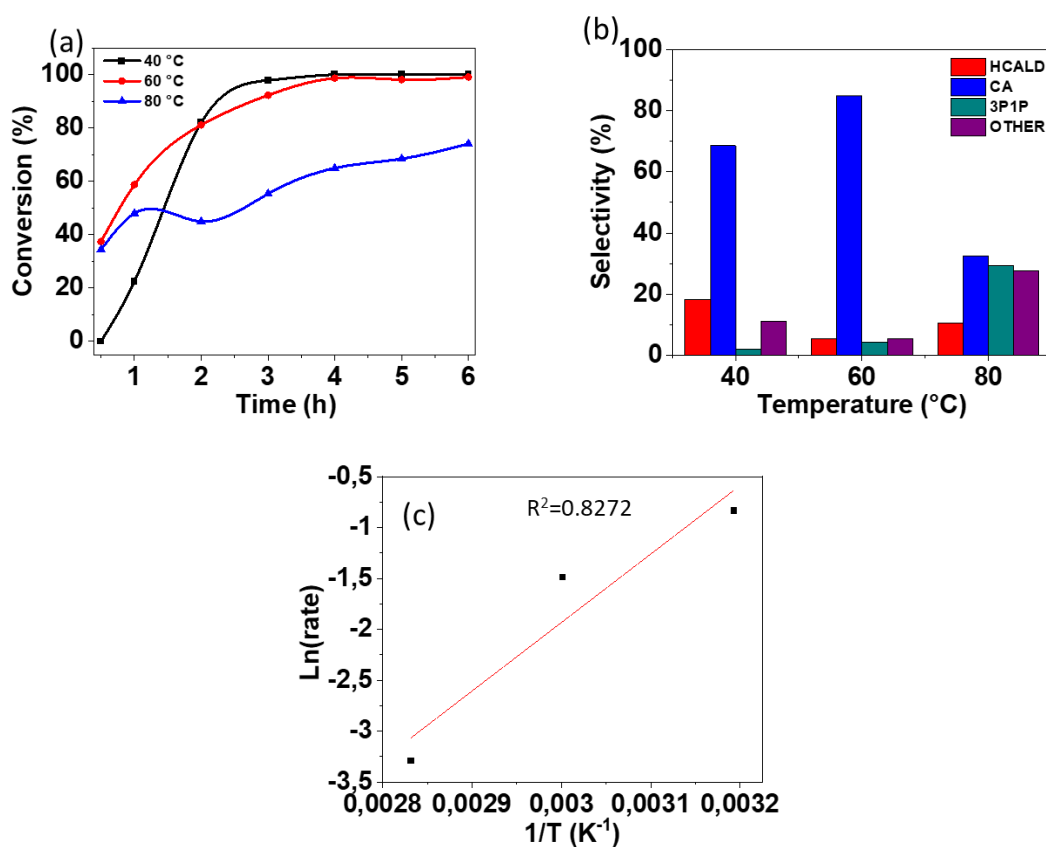 (a)
40 °C
60 °C
80 °C
100
80
60
40
20
0
Conversion (%)
1 2 3 4 5 6
Time (h)
(b)
HCALD
CA
3P1P
OTHER
100
80
60
40
20
0
Selectivity (%)
40 60 80
Temperature (°C)
(c)
R²=0.8272
-0,5
-1
-1,5
-2
-2,5
-3
-3,5
Ln(rate)
0,0028 0,0029 0,003 0,0031 0,0032
1/T (K⁻¹)